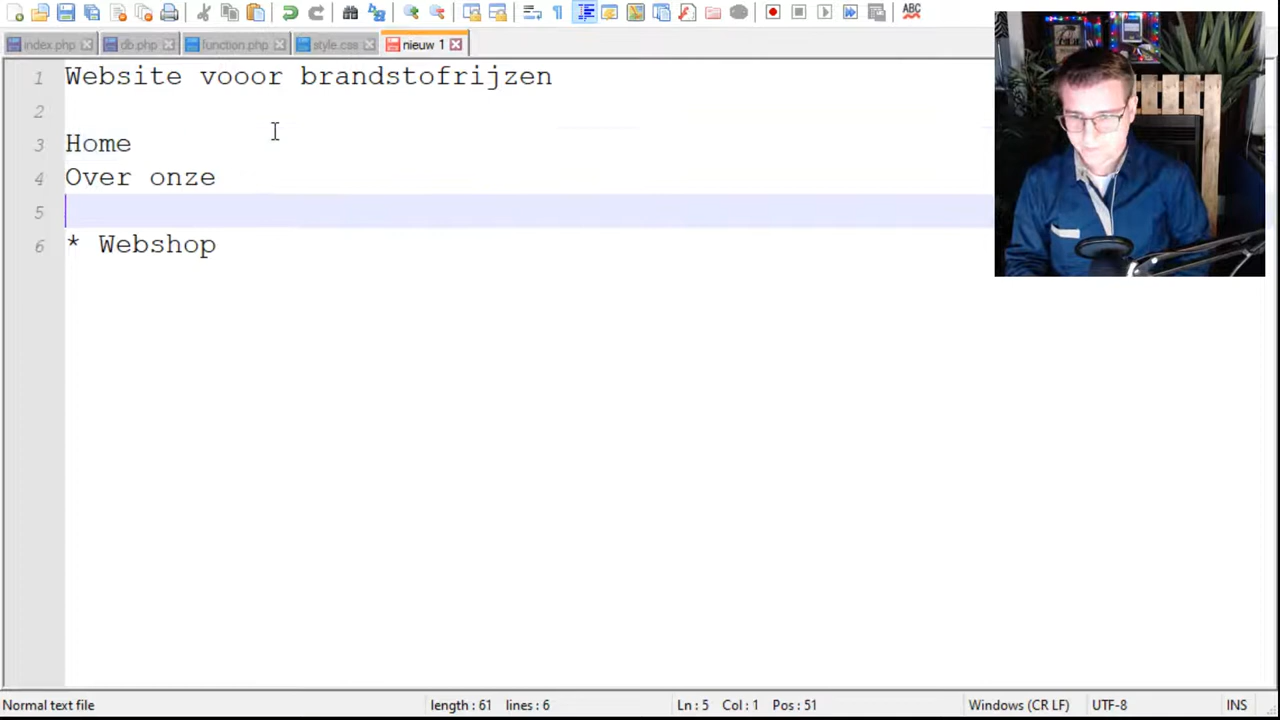 index.php db.php function.php style.css nieuw 1
ABC
1 Website vooor brandstofrijzen
2
3 Home
4 Over onze
5
6 * Webshop
Normal text file length : 61 lines : 6 Ln : 5 Col : 1 Pos : 51 Windows (CR LF) UTF-8 INS